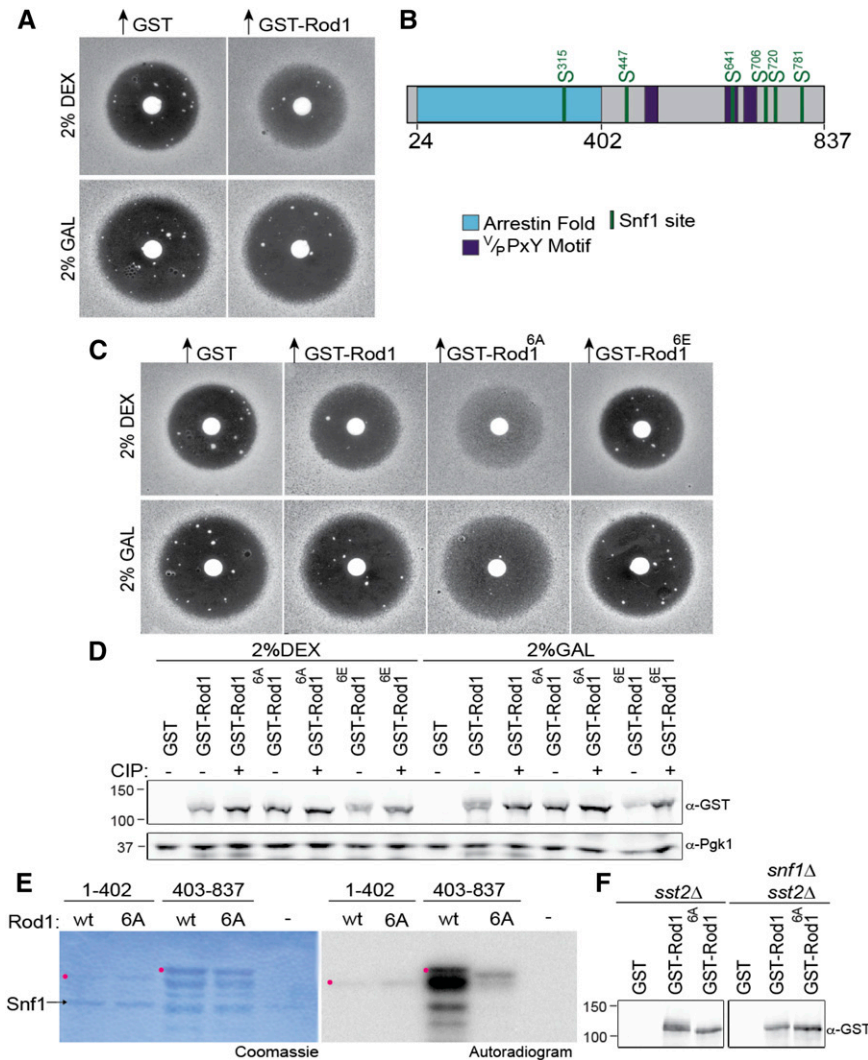 A
↑GST
↑GST-Rod1
2% DEX
2% GAL
B
S315
S447
S641
S706
S720
S781
24
402
837
Arrestin Fold
Snf1 site
V/PPxY Motif
C
↑GST
↑GST-Rod1
↑GST-Rod1 6A
↑GST-Rod1 6E
2% DEX
2% GAL
D
2%DEX
2%GAL
GST
GST-Rod1
GST-Rod1
GST-Rod1 6A
GST-Rod1 6A
GST-Rod1 6E
GST-Rod1 6E
GST
GST-Rod1
GST-Rod1
GST-Rod1 6A
GST-Rod1 6A
GST-Rod1 6E
GST-Rod1 6E
CIP: - - + - + - + - - + - + - +
150
100
α-GST
37
α-Pgk1
E
1-402
403-837
1-402
403-837
Rod1: wt 6A wt 6A - wt 6A wt 6A -
Snf1
Coomassie
Autoradiogram
F
sst2Δ
snf1Δ
sst2Δ
GST
GST-Rod1
GST-Rod1 6A
GST
GST-Rod1
GST-Rod1 6A
150
100
α-GST